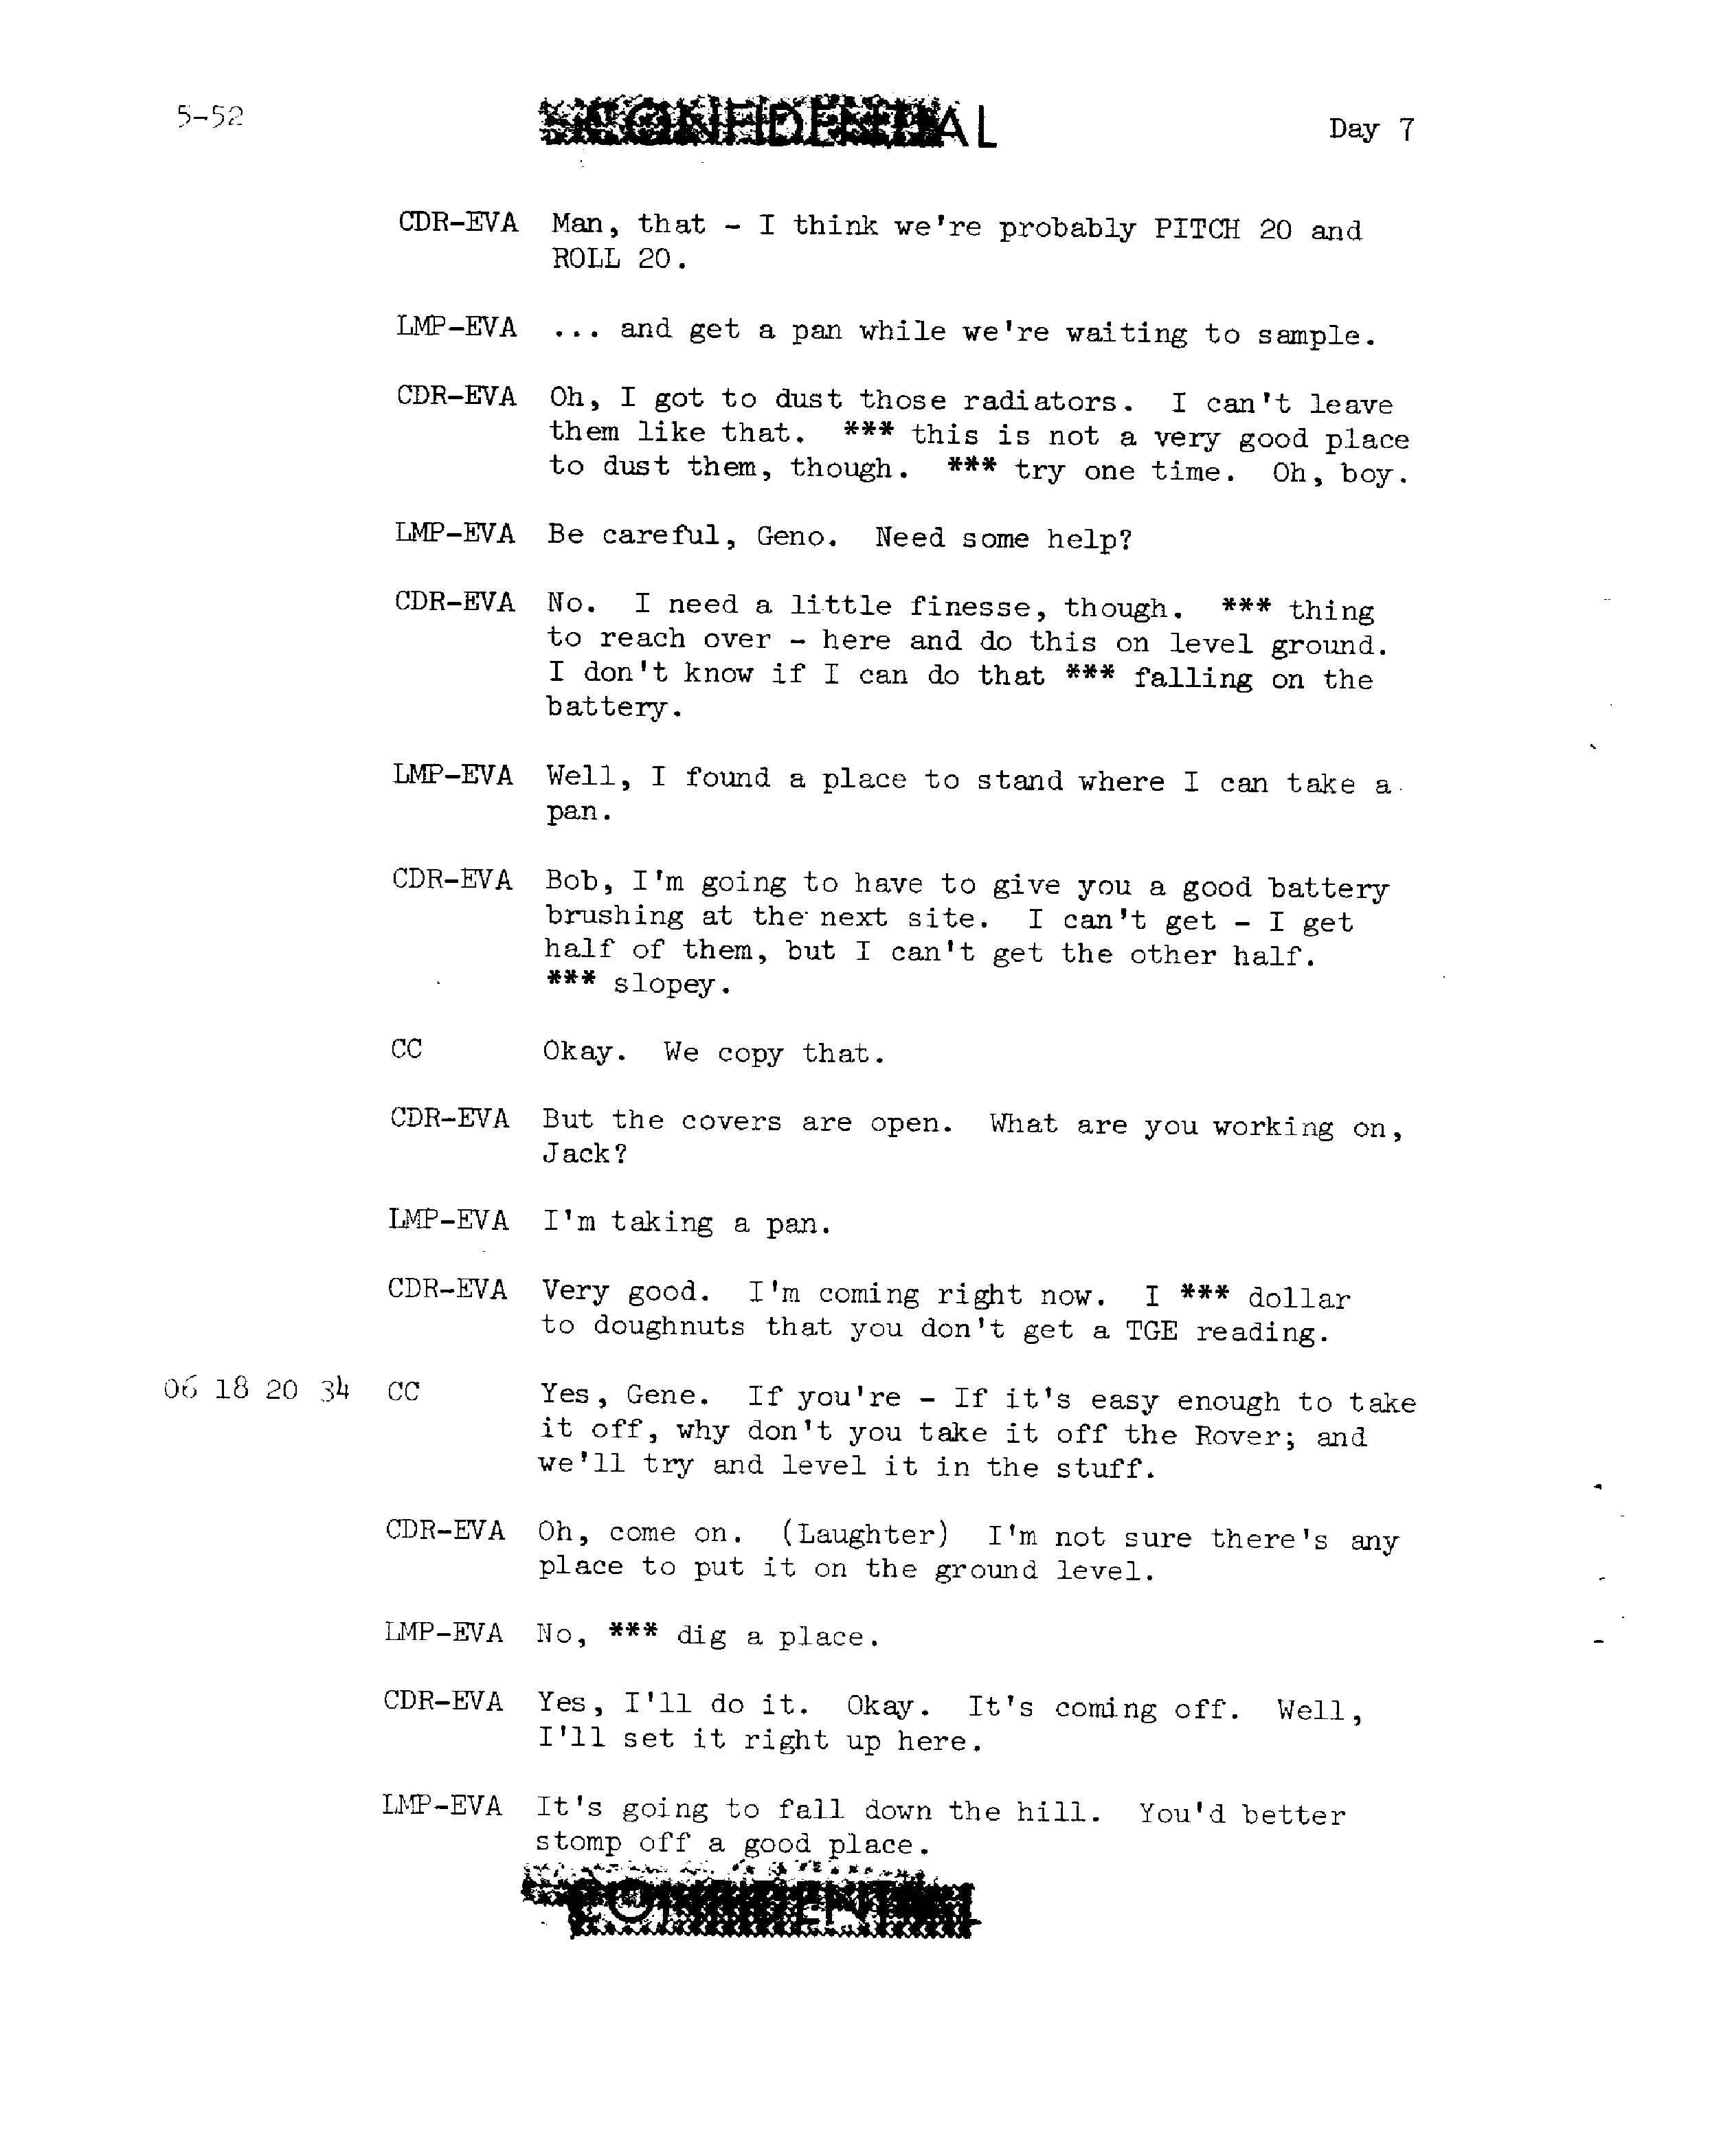 5-52
CONFIDENTIAL
Day 7
CDR-EVA Man, that - I think we're probably PITCH 20 and
ROLL 20.
LMP-EVA ... and get a pan while we're waiting to sample.
CDR-EVA Oh, I got to dust those radiators. I can't leave
them like that. *** this is not a very good place
to dust them, though. *** try one time. Oh, boy.
LMP-EVA Be careful, Geno. Need some help?
CDR-EVA No. I need a little finesse, though. *** thing
to reach over - here and do this on level ground.
I don't know if I can do that *** falling on the
battery.
LMP-EVA Well, I found a place to stand where I can take a
pan.
CDR-EVA Bob, I'm going to have to give you a good battery
brushing at the next site. I can't get - I get
half of them, but I can't get the other half.
*** slopey.
CC Okay. We copy that.
CDR-EVA But the covers are open. What are you working on,
Jack?
LMP-EVA I'm taking a pan.
CDR-EVA Very good. I'm coming right now. I *** dollar
to doughnuts that you don't get a TGE reading.
06 18 20 34 CC Yes, Gene. If you're - If it's easy enough to take
it off, why don't you take it off the Rover; and
we'll try and level it in the stuff.
CDR-EVA Oh, come on. (Laughter) I'm not sure there's any
place to put it on the ground level.
LMP-EVA No, *** dig a place.
CDR-EVA Yes, I'll do it. Okay. It's coming off. Well,
I'll set it right up here.
LMP-EVA It's going to fall down the hill. You'd better
stomp off a good place.
CONFIDENTIAL